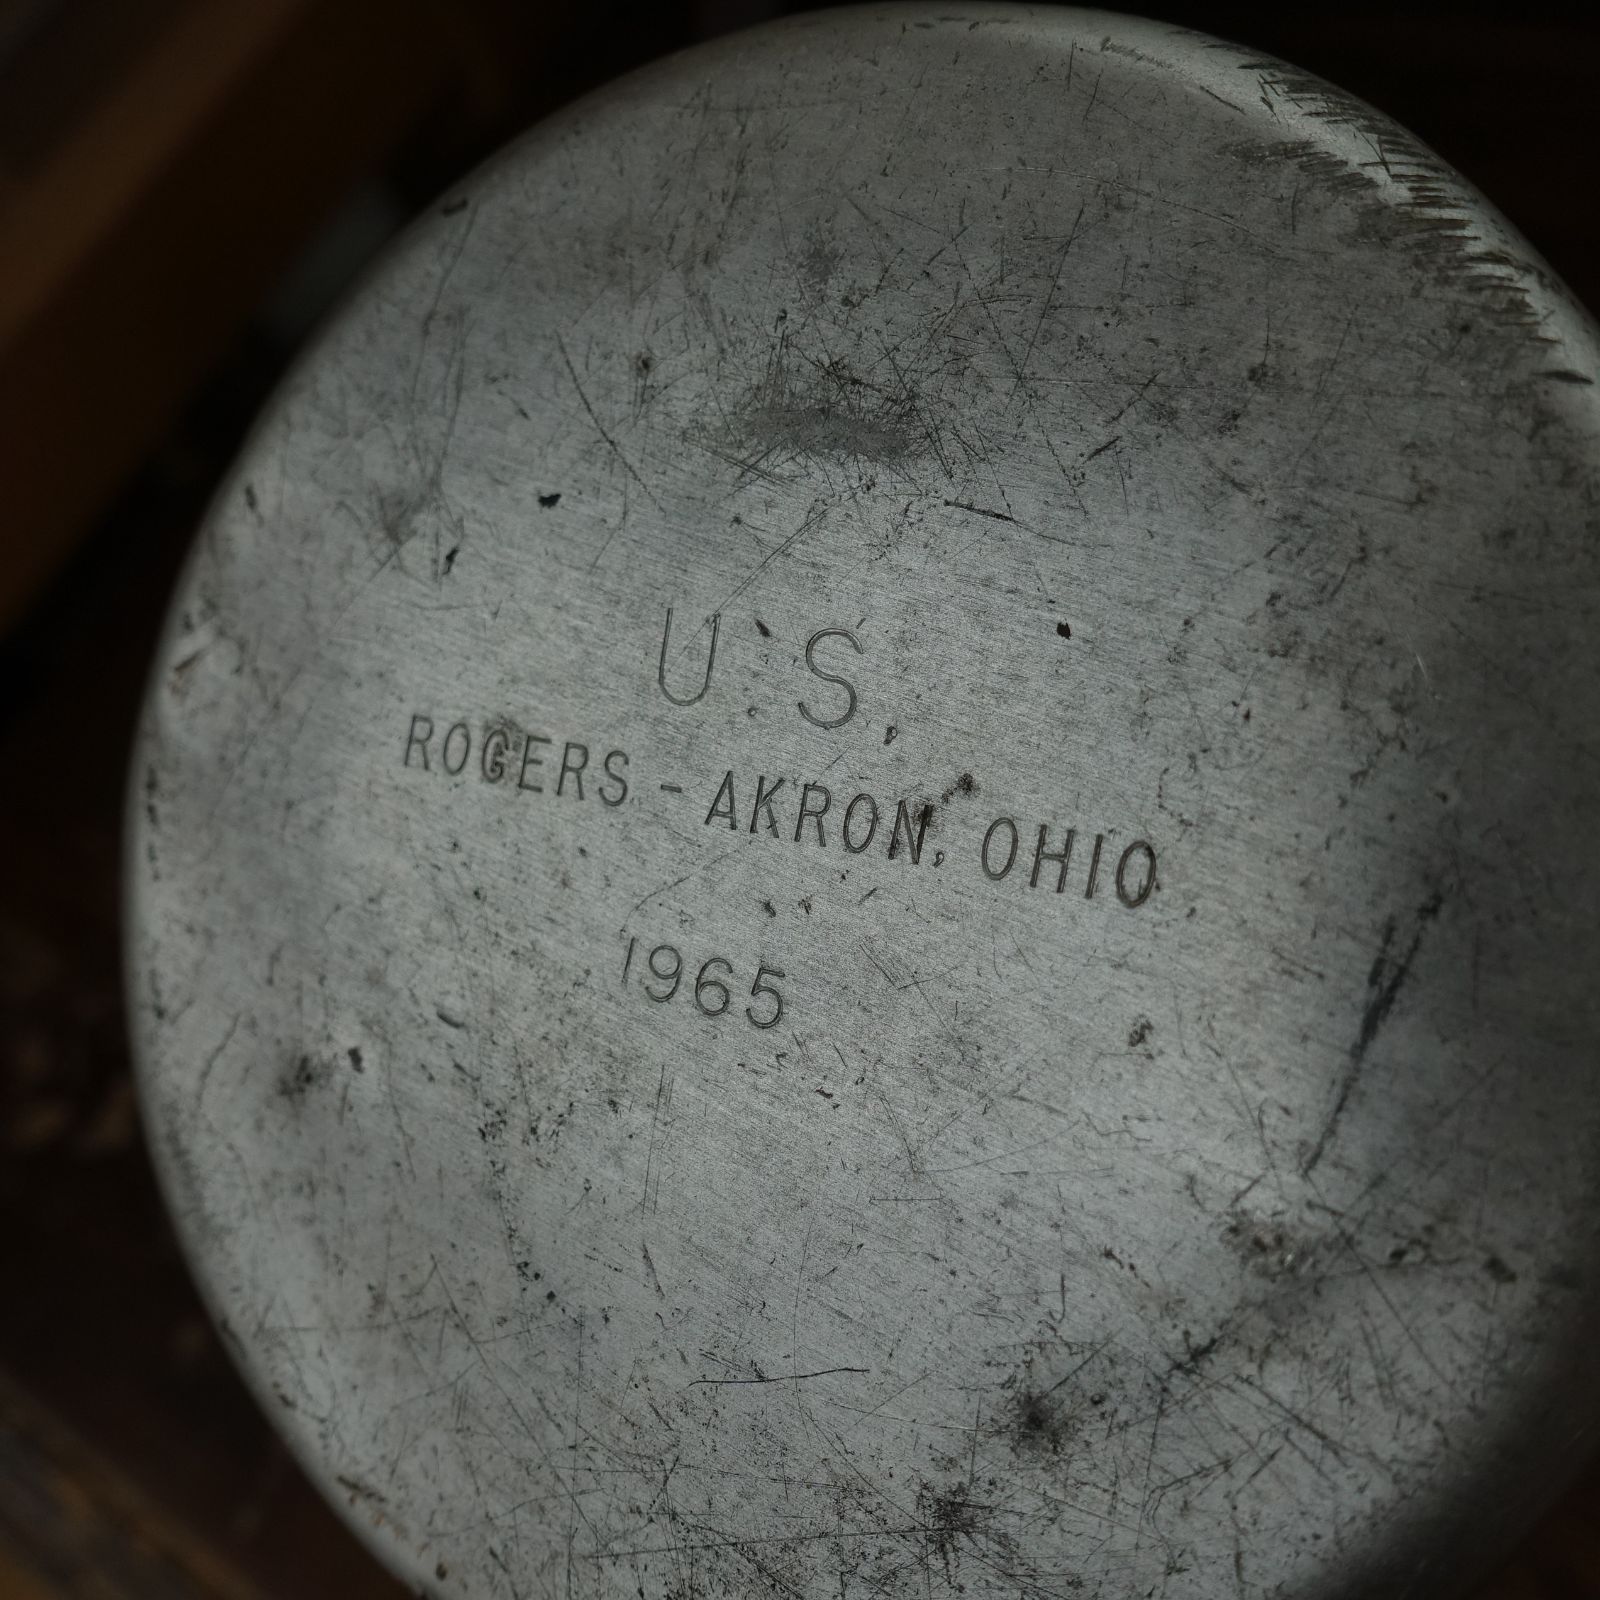 U S.
ROGERS - AKRON, OHIO
1965